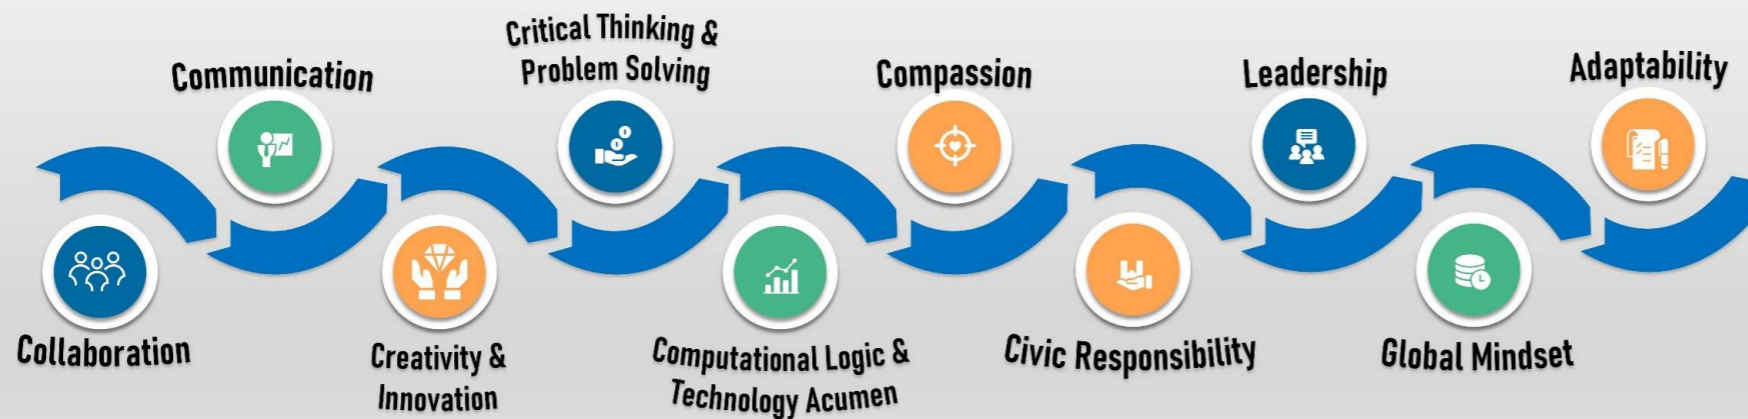 Collaboration
Communication
Creativity &
Innovation
Critical Thinking &
Problem Solving
Computational Logic &
Technology Acumen
Compassion
Civic Responsibility
Leadership
Global Mindset
Adaptability